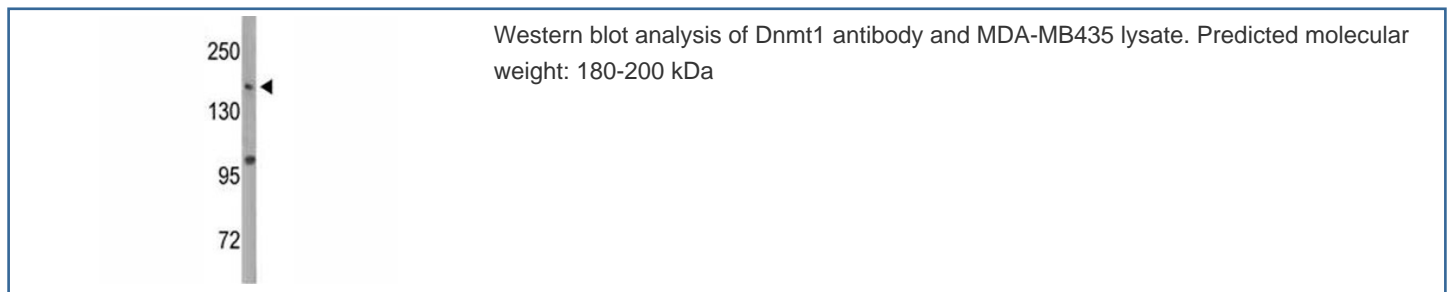 250
130
95
72
Western blot analysis of Dnmt1 antibody and MDA-MB435 lysate. Predicted molecular
weight: 180-200 kDa